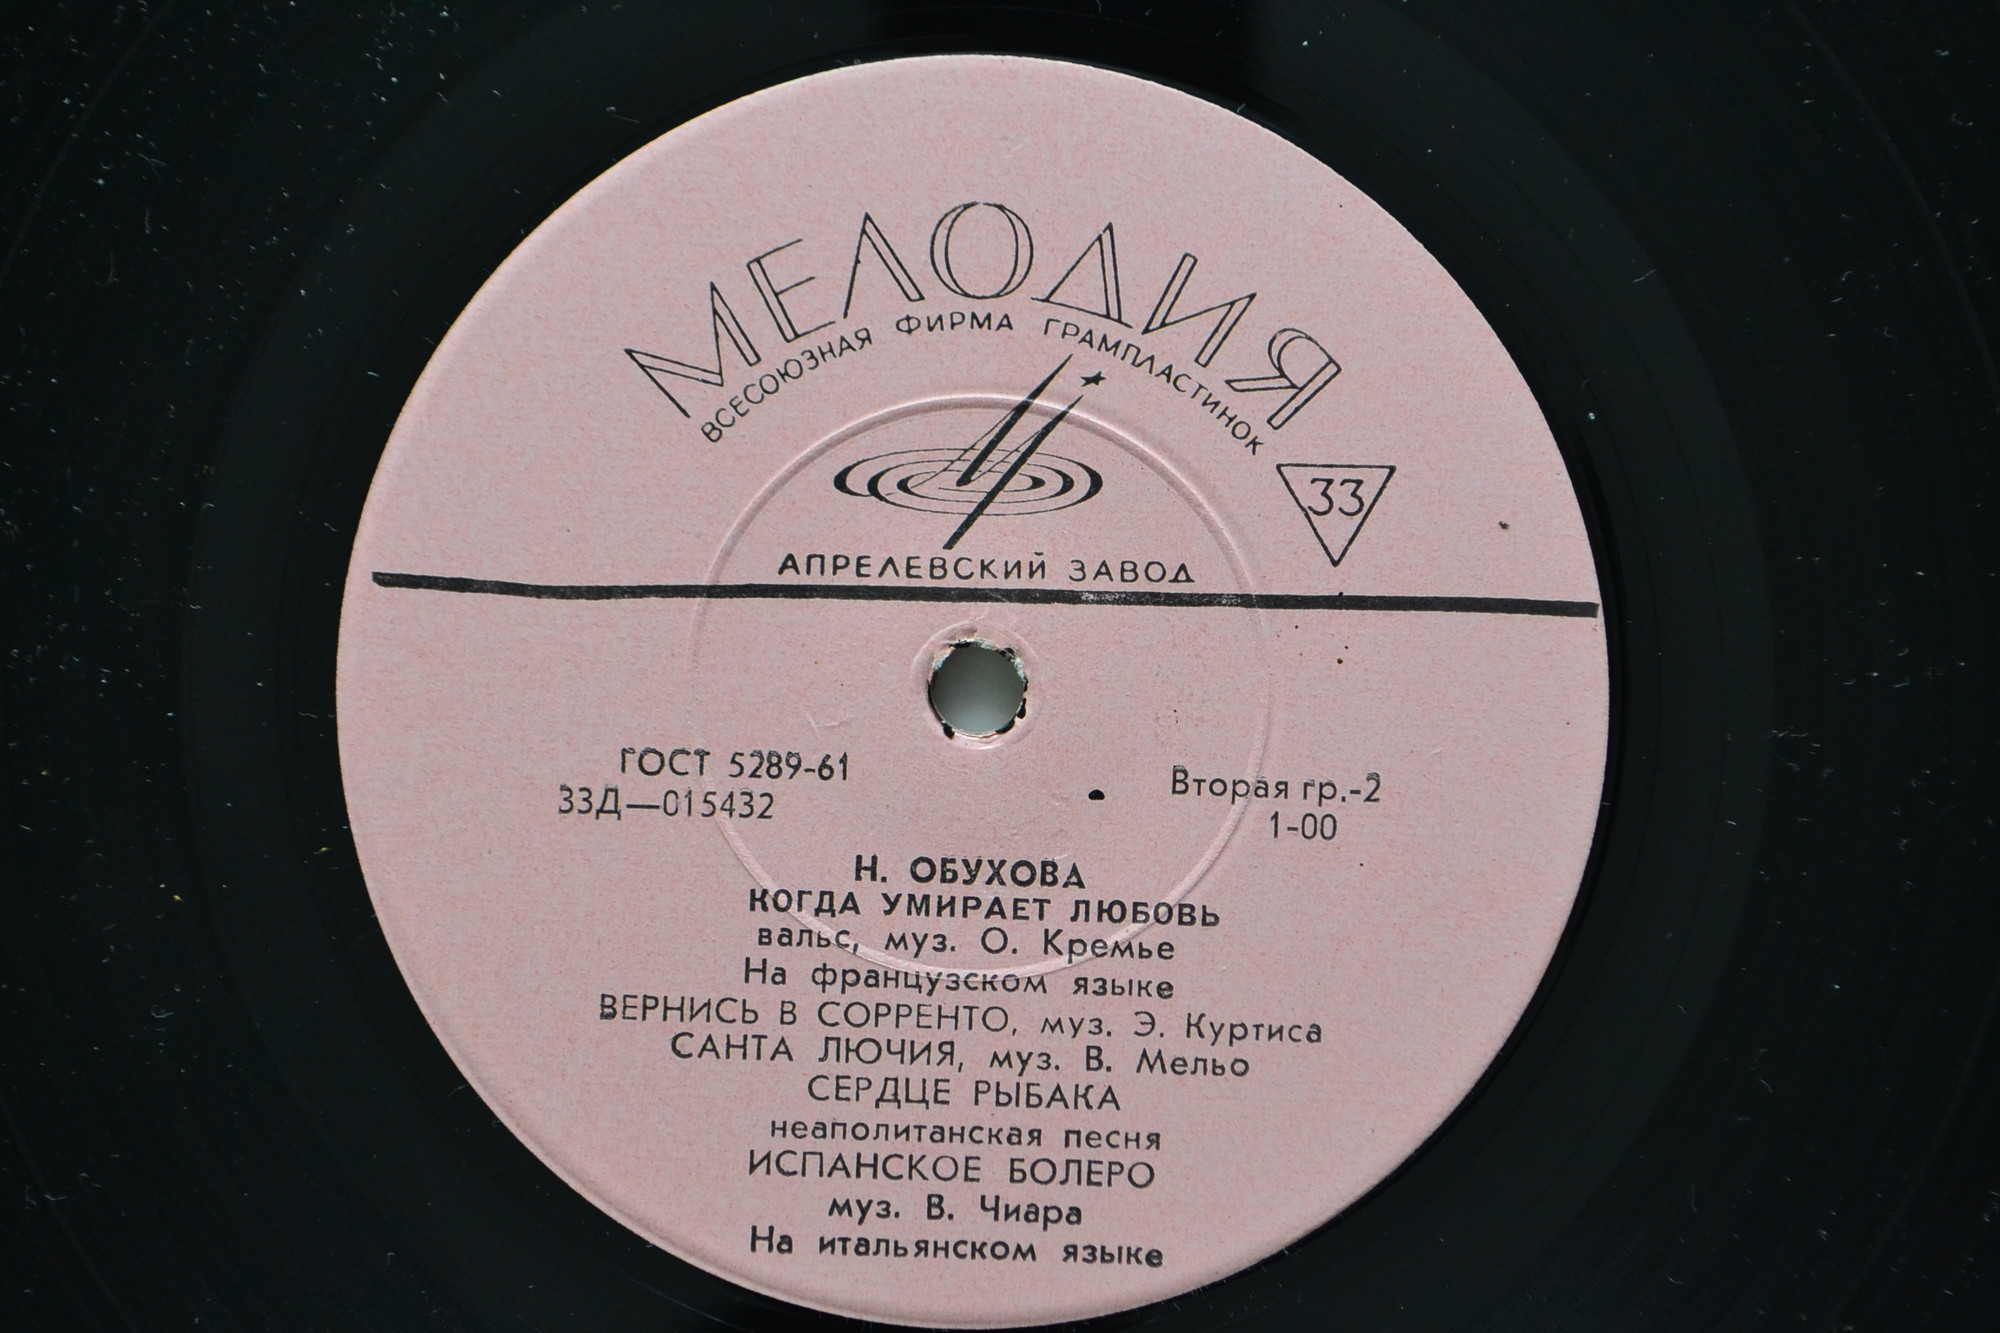 МЕЛОДИЯ
ВСЕСОЮЗНАЯ ФИРМА ГРАМПЛАСТИНОК
33
АПРЕЛЕВСКИЙ ЗАВОД
ГОСТ 5289-61
33Д—015432
Вторая гр.-2
1-00
Н. ОБУХОВА
КОГДА УМИРАЕТ ЛЮБОВЬ
вальс, муз. О. Кремье
На французском языке
ВЕРНИСЬ В СОРРЕНТО, муз. Э. Куртиса
САНТА ЛЮЧИЯ, муз. В. Мельо
СЕРДЦЕ РЫБАКА
неаполитанская песня
ИСПАНСКОЕ БОЛЕРО
муз. В. Чиара
На итальянском языке